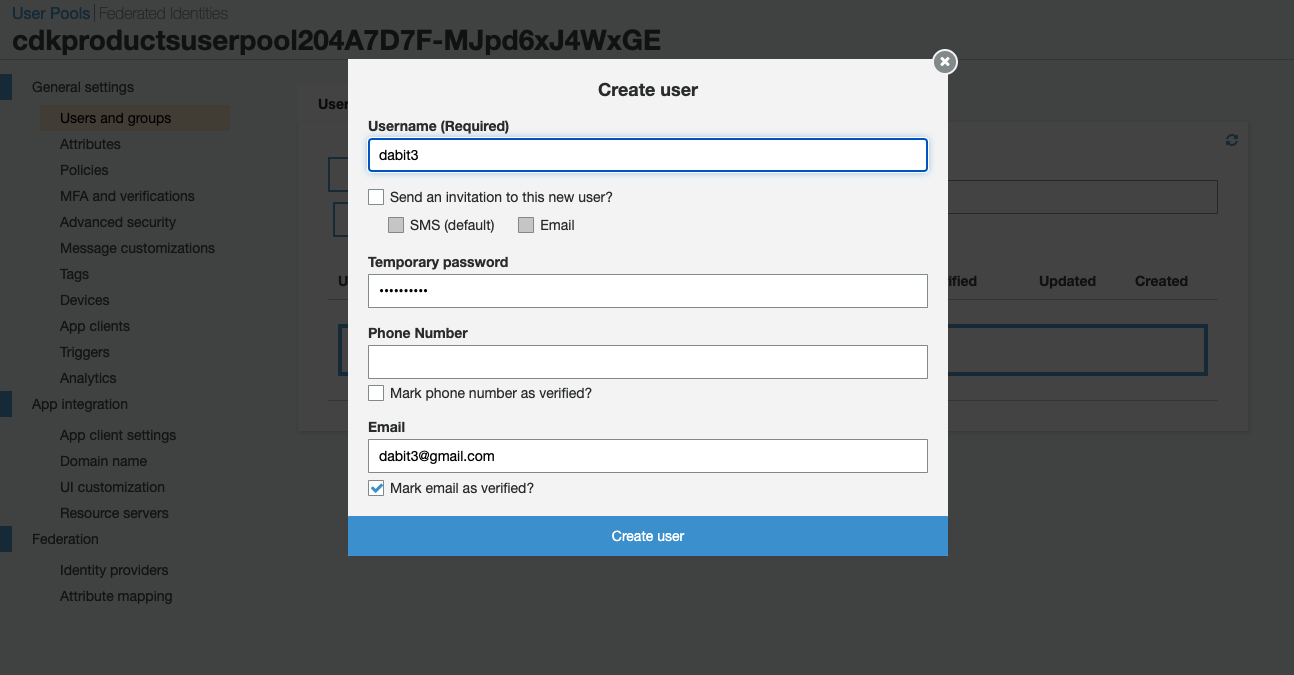 User Pools | Federated Identities
cdkproductsuserpool204A7D7F-MJpd6xJ4WxGE
General settings
Users and groups
Attributes
Policies
MFA and verifications
Advanced security
Message customizations
Tags
Devices
App clients
Triggers
Analytics
App integration
App client settings
Domain name
UI customization
Resource servers
Federation
Identity providers
Attribute mapping
Create user
Username (Required)
dabit3
Send an invitation to this new user?
SMS (default) Email
Temporary password
••••••••••
Phone Number
Mark phone number as verified?
Email
dabit3@gmail.com
Mark email as verified?
Create user
Updated Created